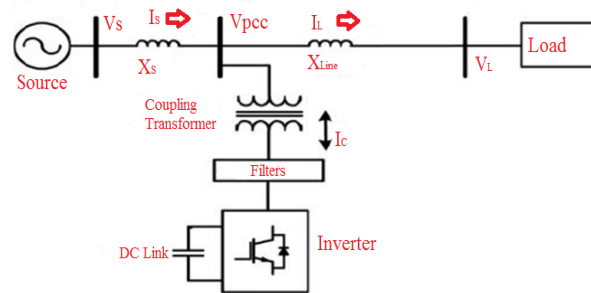 Vs
Is
Vpcc
IL
Source
Xs
XLine
VL
Load
Coupling
Transformer
Ic
Filters
DC Link
Inverter